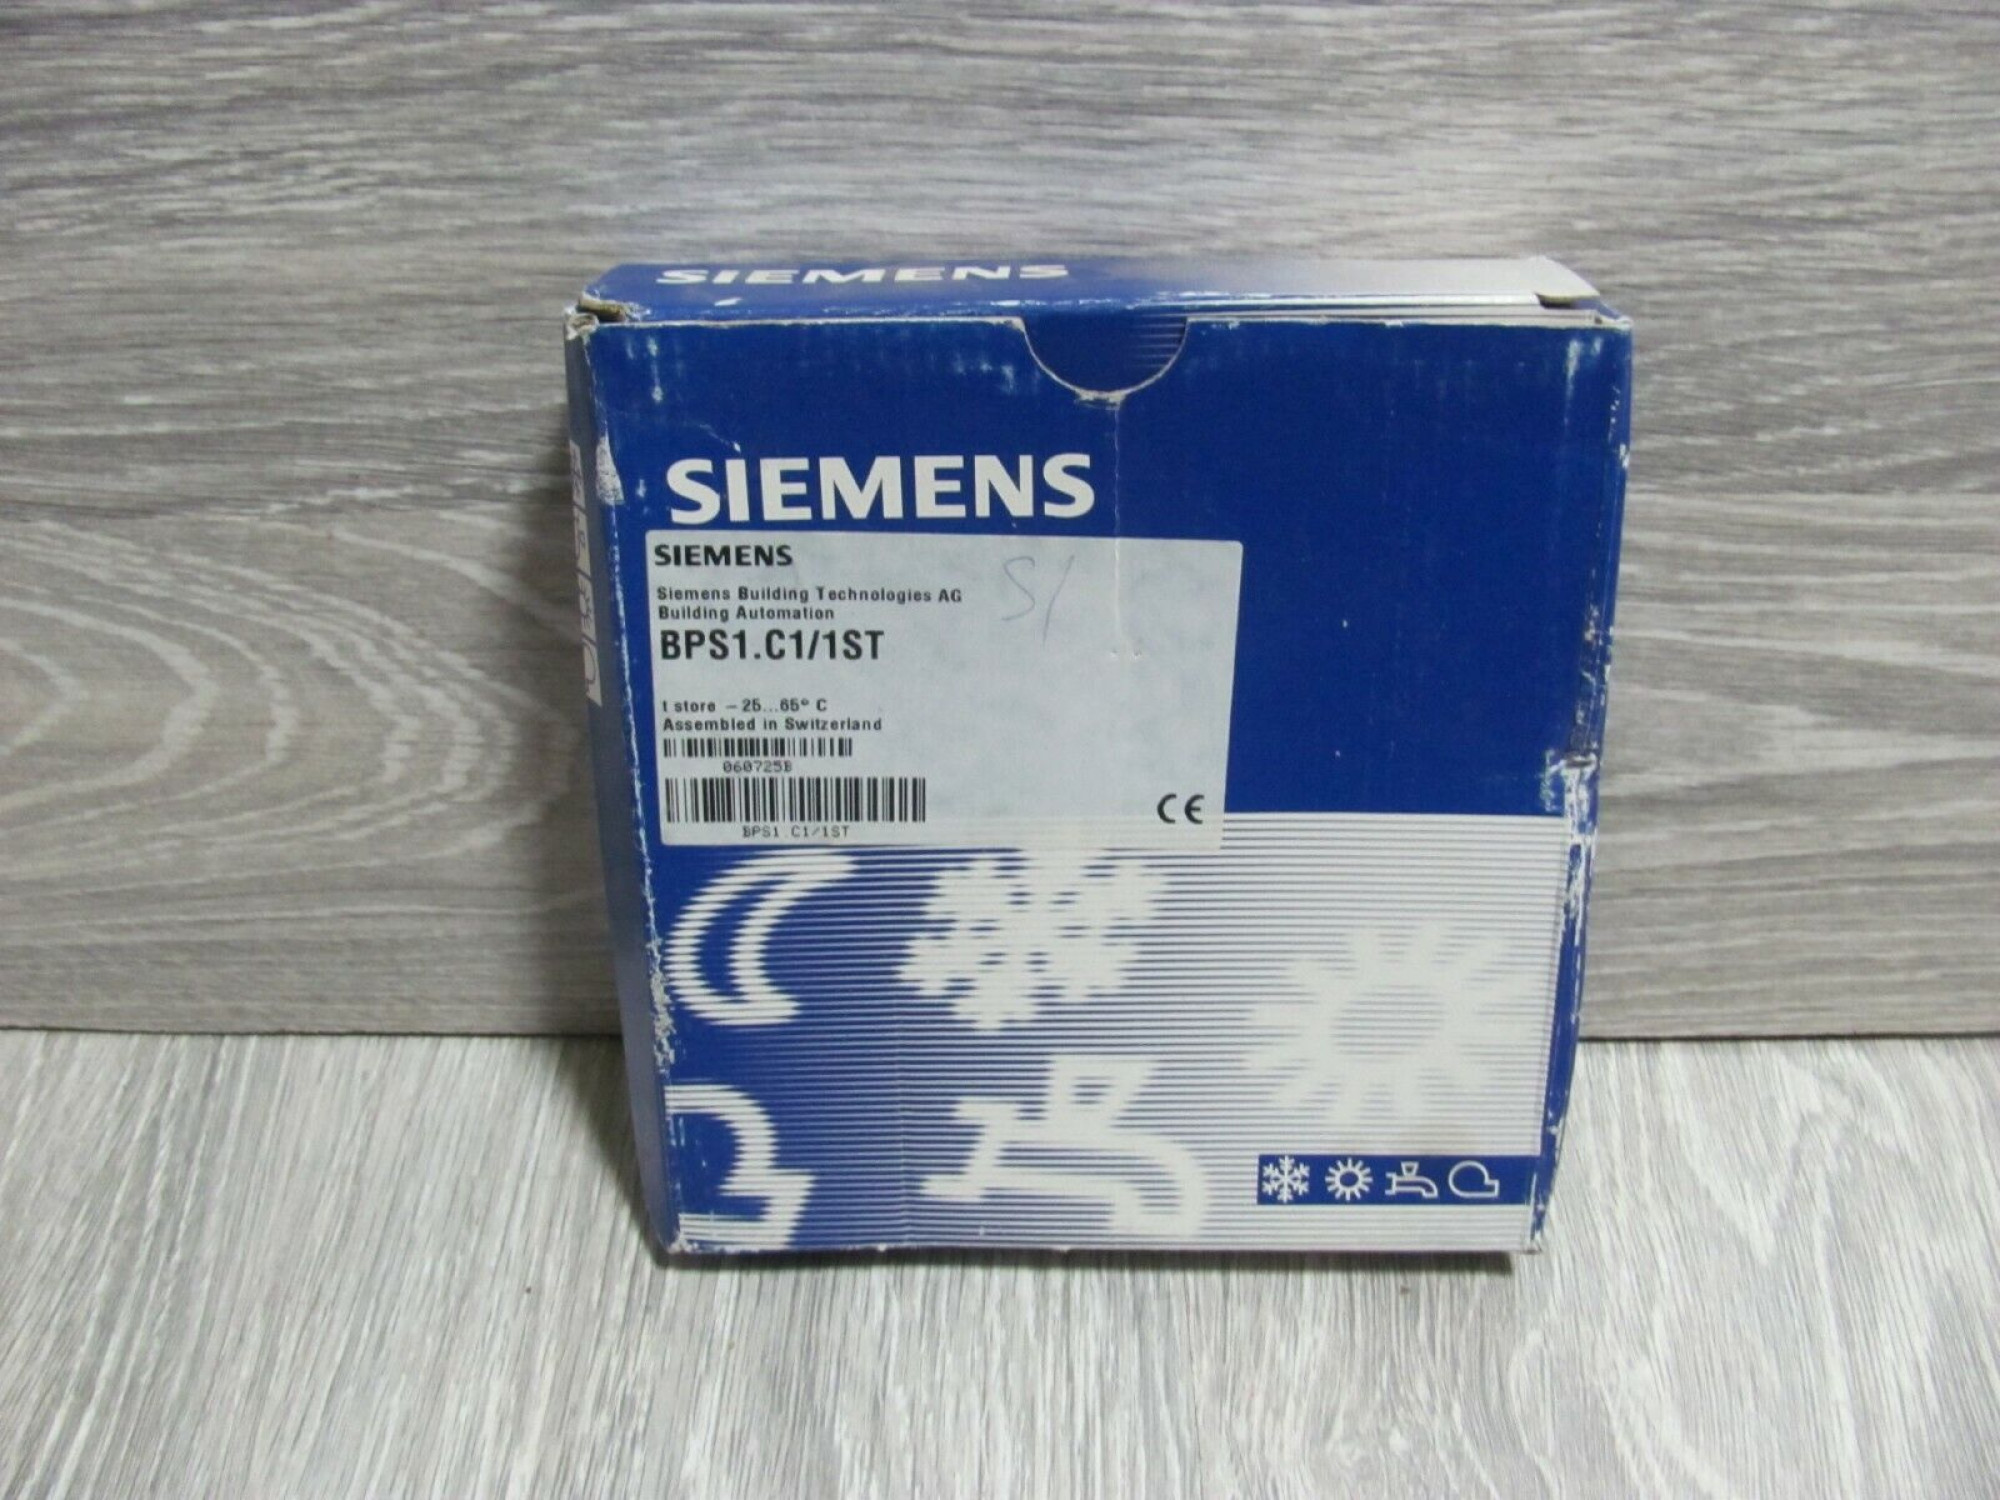 SIEMENS
SIEMENS
SIEMENS
Siemens Building Technologies AG
Building Automation
BPS1.C1/1ST
t store – 25...65° C
Assembled in Switzerland
060725B
BPS1.C1/1ST
CE